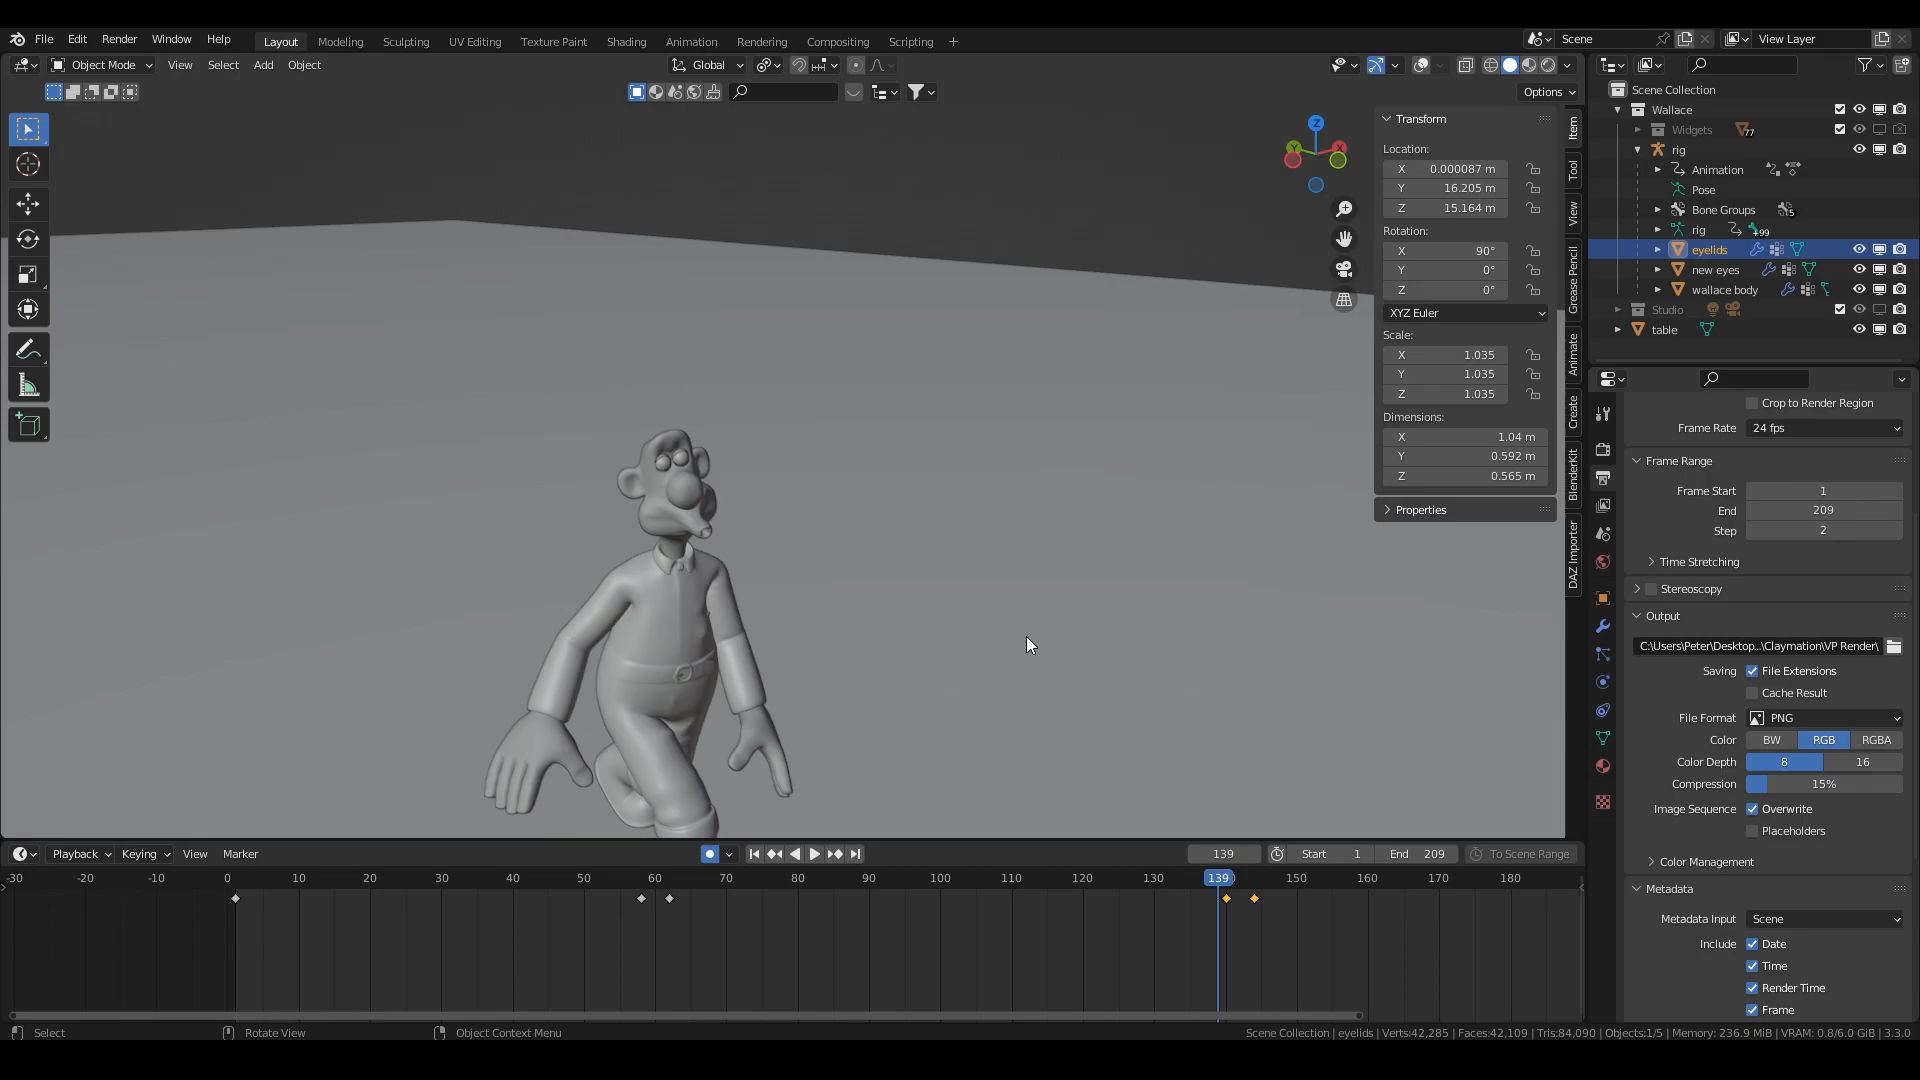 File Edit Render Window Help Layout Modeling Sculpting UV Editing Texture Paint Shading Animation Rendering Compositing Scripting + Scene View Layer
Object Mode View Select Add Object Global
Options
Transform
Location:
X 0.000087 m
Y 16.205 m
Z 15.164 m
Rotation:
X 90°
Y 0°
Z 0°
XYZ Euler
Scale:
X 1.035
Y 1.035
Z 1.035
Dimensions:
X 1.04 m
Y 0.592 m
Z 0.565 m
Properties
Item
Tool
View
Grease Pencil
Animate
Create
BlenderKit
DAZ Importer
Z
Y
X
Scene Collection
Wallace
Widgets 77
rig
Animation
Pose
Bone Groups 15
rig +99
eyelids
new eyes
wallace body
Studio
table
Crop to Render Region
Frame Rate 24 fps
Frame Range
Frame Start 1
End 209
Step 2
Time Stretching
Stereoscopy
Output
C:\Users\Peter\Desktop...\Claymation\VP Render\
Saving File Extensions
Cache Result
File Format PNG
Color BW RGB RGBA
Color Depth 8 16
Compression 15%
Image Sequence Overwrite
Placeholders
Color Management
Metadata
Metadata Input Scene
Include Date
Time
Render Time
Frame
Playback Keying View Marker 139 Start 1 End 209 To Scene Range
-30 -20 -10 0 10 20 30 40 50 60 70 80 90 100 110 120 130 139 150 160 170 180
Select Rotate View Object Context Menu Scene Collection | eyelids | Verts:42,285 | Faces:42,109 | Tris:84,090 | Objects:1/5 | Memory: 236.9 MiB | VRAM: 0.8/6.0 GiB | 3.3.0